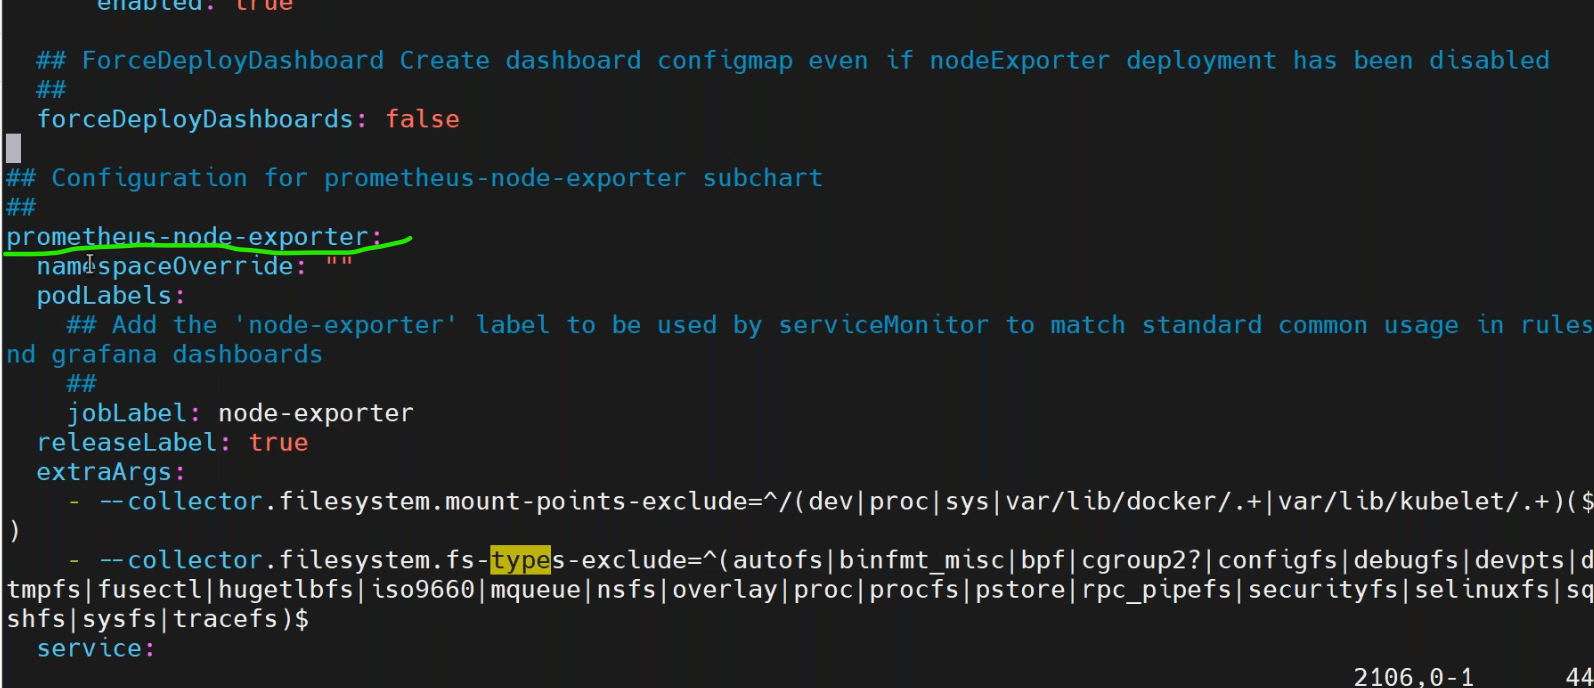 enabled: true
## ForceDeployDashboard Create dashboard configmap even if nodeExporter deployment has been disabled
##
forceDeployDashboards: false
## Configuration for prometheus-node-exporter subchart
##
prometheus-node-exporter:
namespaceOverride: ""
podLabels:
## Add the 'node-exporter' label to be used by serviceMonitor to match standard common usage in rules
nd grafana dashboards
##
jobLabel: node-exporter
releaseLabel: true
extraArgs:
- --collector.filesystem.mount-points-exclude=^/(dev|proc|sys|var/lib/docker/.+|var/lib/kubelet/.+)($
)
- --collector.filesystem.fs-types-exclude=^(autofs|binfmt_misc|bpf|cgroup2?|configfs|debugfs|devpts|d
tmpfs|fusectl|hugetlbfs|iso9660|mqueue|nsfs|overlay|proc|procfs|pstore|rpc_pipefs|securityfs|selinuxfs|sq
shfs|sysfs|tracefs)$
service:
2106,0-1 44